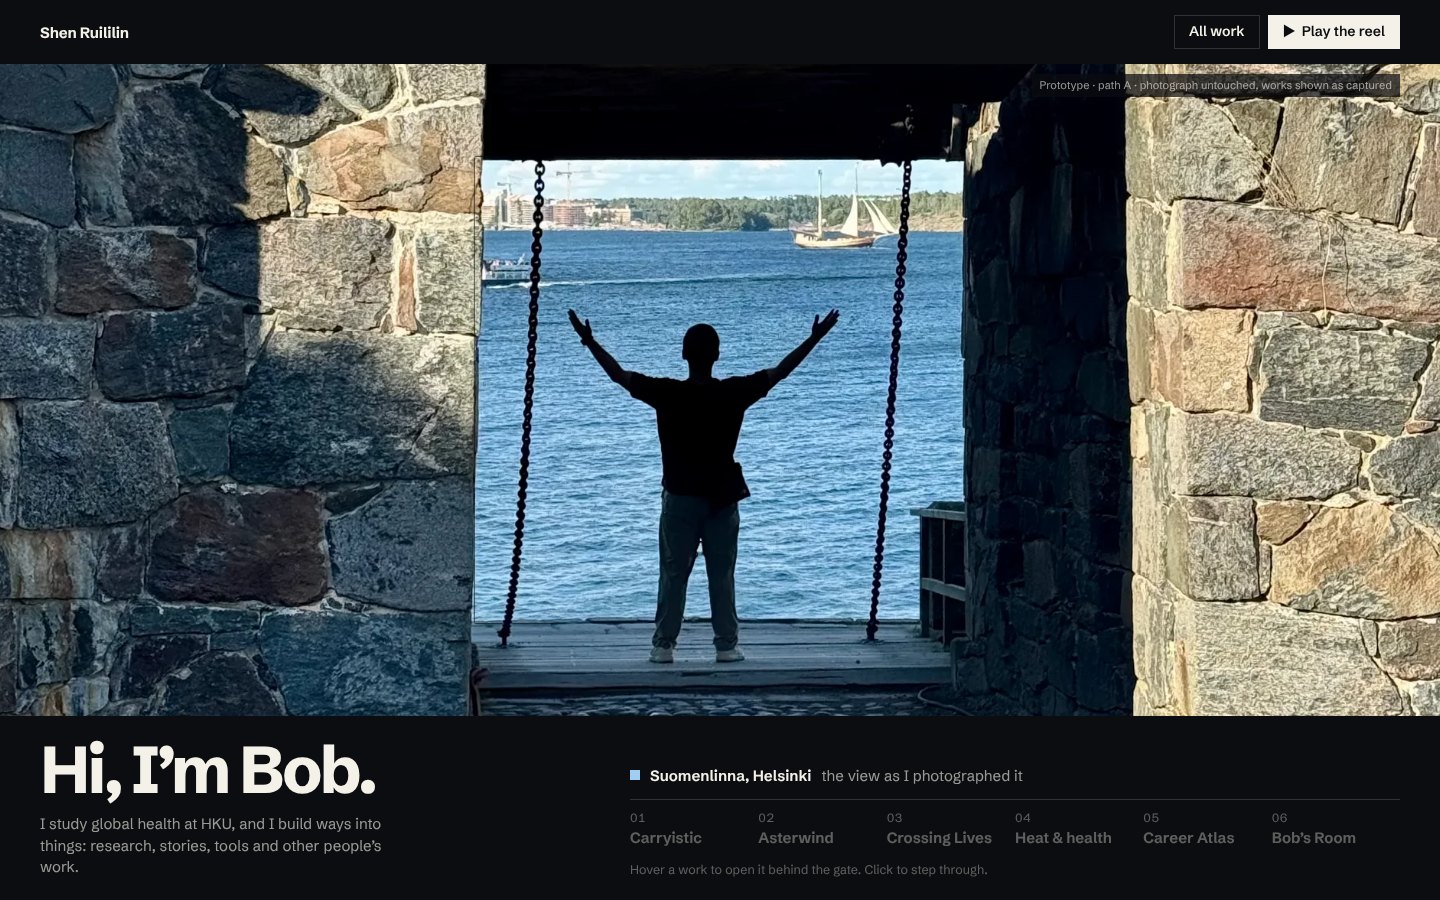 Shen Ruililin
All work
▶ Play the reel
Prototype · path A · photograph untouched, works shown as captured
Hi, I’m Bob.
I study global health at HKU, and I build ways into
things: research, stories, tools and other people’s
work.
Suomenlinna, Helsinki the view as I photographed it
01 02 03 04 05 06
Carryistic Asterwind Crossing Lives Heat & health Career Atlas Bob’s Room
Hover a work to open it behind the gate. Click to step through.